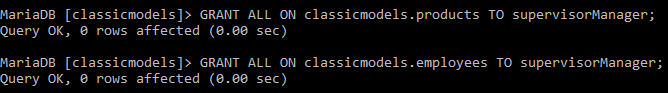 MariaDB [classicmodels]> GRANT ALL ON classicmodels.products TO supervisorManager;
Query OK, 0 rows affected (0.00 sec)
MariaDB [classicmodels]> GRANT ALL ON classicmodels.employees TO supervisorManager;
Query OK, 0 rows affected (0.00 sec)